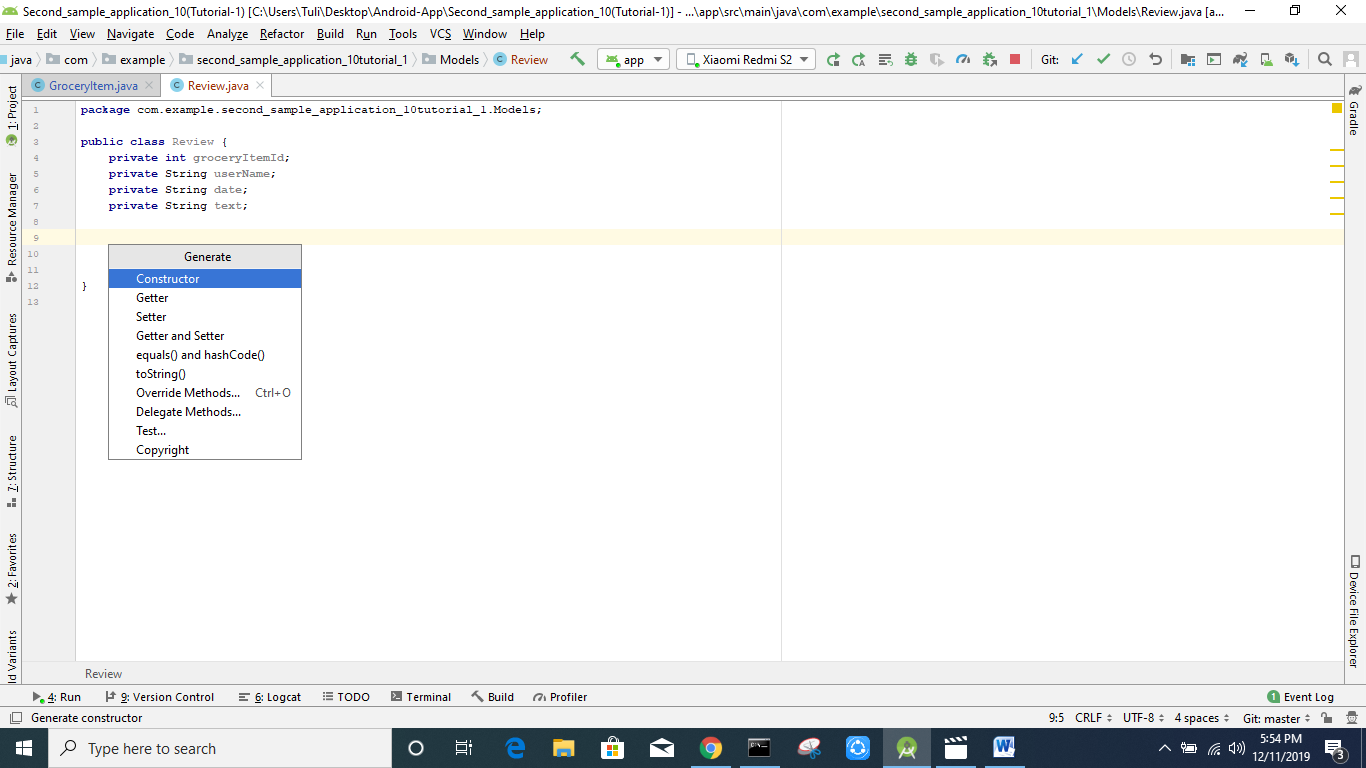 Second_sample_application_10(Tutorial-1) [C:\Users\Tuli\Desktop\Android-App\Second_sample_application_10(Tutorial-1)] - ...\app\src\main\java\com\example\second_sample_application_10tutorial_1\Models\Review.java [a...
File Edit View Navigate Code Analyze Refactor Build Run Tools VCS Window Help
java com example second_sample_application_10tutorial_1 Models Review app Xiaomi Redmi S2 Git:
GroceryItem.java Review.java
1 package com.example.second_sample_application_10tutorial_1.Models;
2
3 public class Review {
4 private int groceryItemId;
5 private String userName;
6 private String date;
7 private String text;
8
9
10
11
12 }
13
Generate
Constructor
Getter
Setter
Getter and Setter
equals() and hashCode()
toString()
Override Methods... Ctrl+O
Delegate Methods...
Test...
Copyright
1: Project
Resource Manager
Layout Captures
7: Structure
2: Favorites
ld Variants
Gradle
Device File Explorer
Review
4: Run 9: Version Control 6: Logcat TODO Terminal Build Profiler 1 Event Log
Generate constructor 9:5 CRLF UTF-8 4 spaces Git: master
Type here to search
5:54 PM
12/11/2019
3